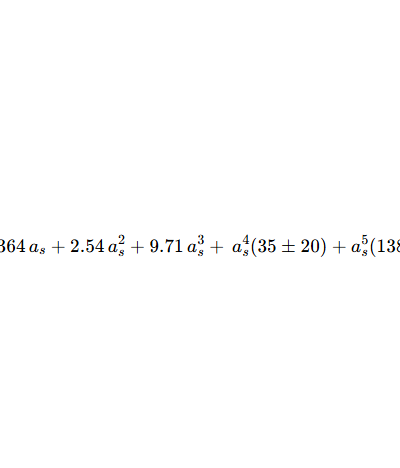 364 a_s + 2.54 a_s^2 + 9.71 a_s^3 + a_s^4(35 ± 20) + a_s^5(138